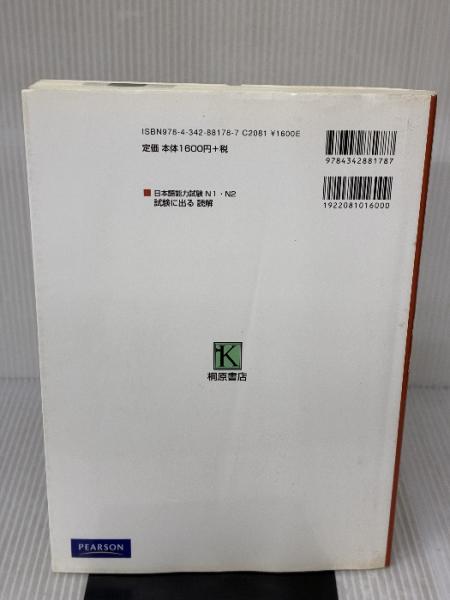 ISBN978-4-342-88178-7 C2081 ¥1600E
定価 本体1600円+税
9784342881787
日本語能力試験 N1・N2
試験に出る 読解
1922081016000
K
桐原書店
PEARSON